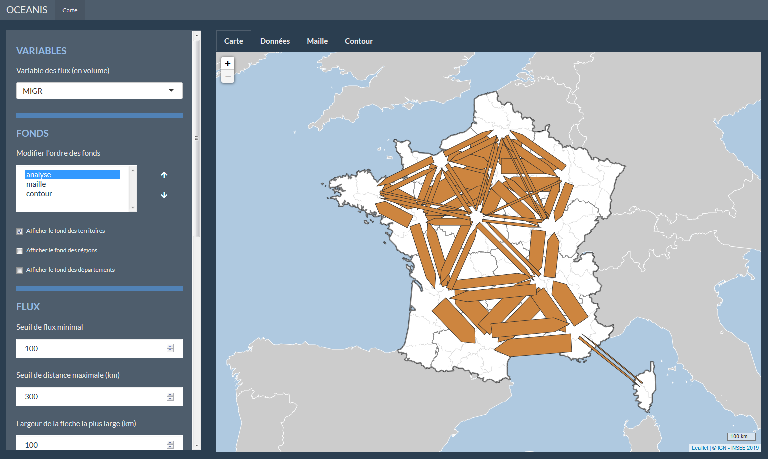 OCEANIS
Carte
VARIABLES
Variable des flux (en volume)
MIGR
FONDS
Modifier l'ordre des fonds
analyse
maille
contour
Afficher le fond des territoires
Afficher le fond des régions
Afficher le fond des départements
FLUX
Seuil de flux minimal
100
Seuil de distance maximale (km)
300
Largeur de la flèche la plus large (km)
100
Carte Données Maille Contour
+
−
100 km
Leaflet | © IGN - INSEE 2019